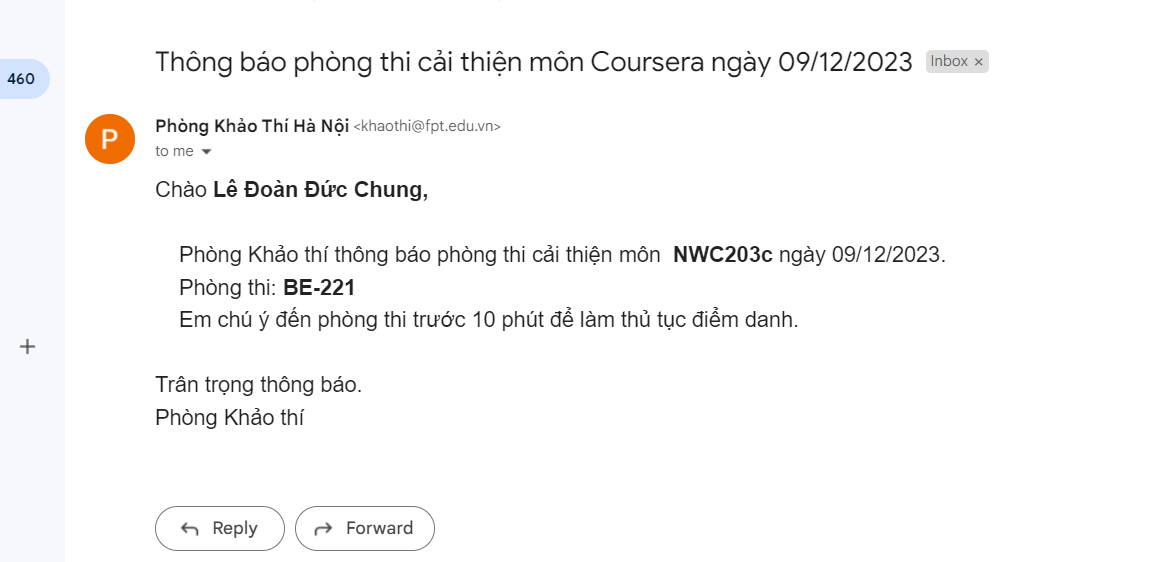 Thông báo phòng thi cải thiện môn Coursera ngày 09/12/2023 Inbox ×
460
P
Phòng Khảo Thí Hà Nội <khaothi@fpt.edu.vn>
to me
Chào Lê Đoàn Đức Chung,
Phòng Khảo thí thông báo phòng thi cải thiện môn NWC203c ngày 09/12/2023.
Phòng thi: BE-221
Em chú ý đến phòng thi trước 10 phút để làm thủ tục điểm danh.
Trân trọng thông báo.
Phòng Khảo thí
Reply
Forward